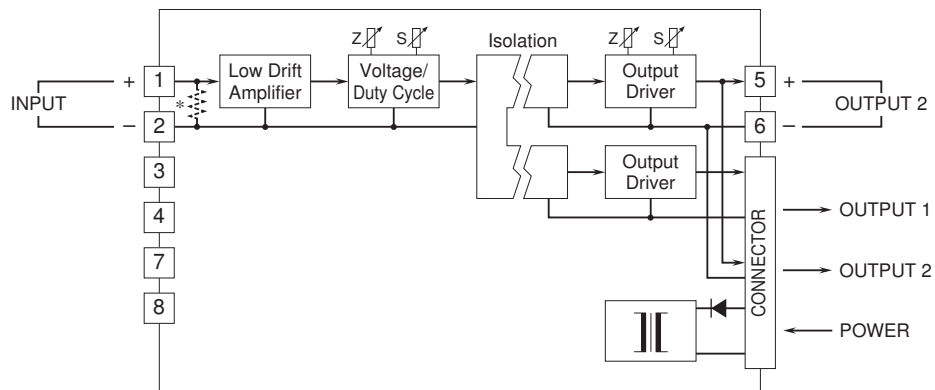 Isolation
Z S
Z S
INPUT
+
1
*
Low Drift
Amplifier
Voltage/
Duty Cycle
Output
Driver
5
+
OUTPUT 2
−
2
6
−
3
Output
Driver
4
7
8
CONNECTOR
OUTPUT 1
OUTPUT 2
POWER